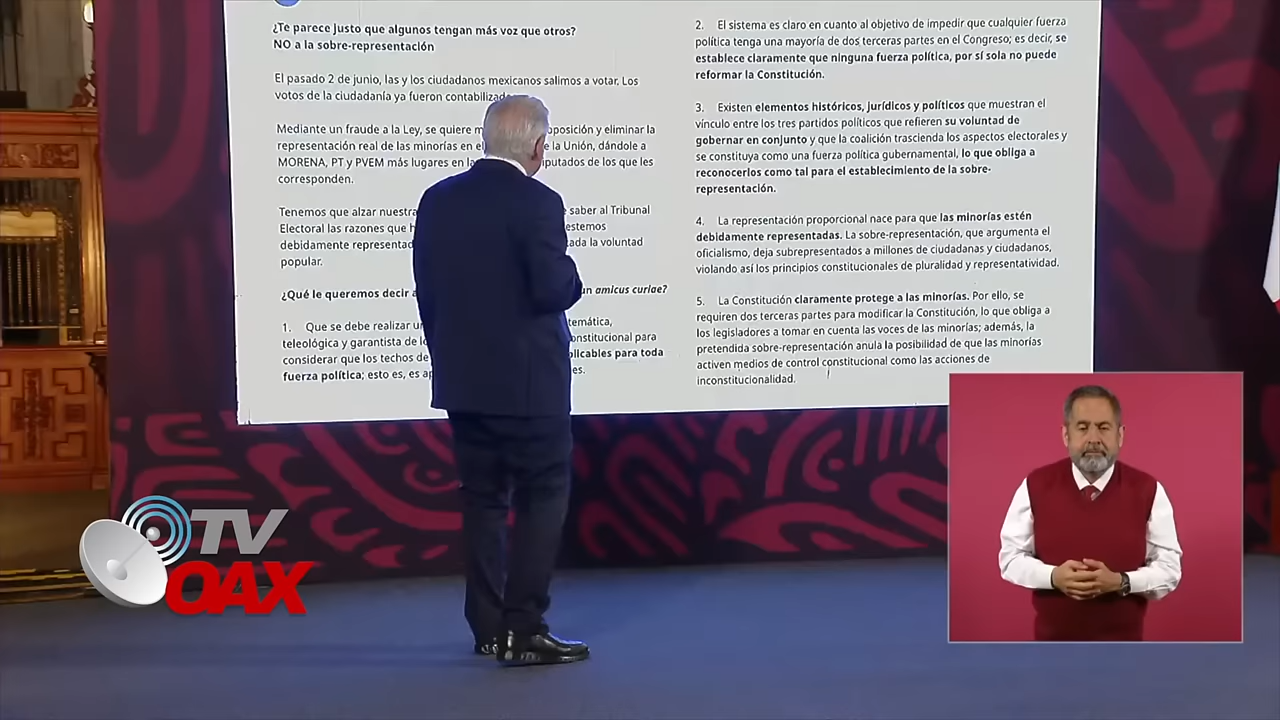 ¿Te parece justo que algunos tengan más voz que otros?
NO a la sobre-representación
El pasado 2 de junio, las y los ciudadanos mexicanos salimos a votar. Los
votos de la ciudadanía ya fueron
Mediante un fraude a la Ley, se quiere oposición y eliminar la
representación real de las minorías en la Unión, dándole a
MORENA, PT y PVEM más lugares en de los que les
corresponden.
Tenemos que alzar saber al Tribunal
Electoral las razones que estemos
debidamente la voluntad
popular.
¿Qué le queremos decir un amicus curiae?
1. Que se debe realizar
teleológica y garantista de para
considerar que los techos de para toda
fuerza política; esto es, es
2. El sistema es claro en cuanto al objetivo de impedir que cualquier fuerza
política tenga una mayoría de dos terceras partes en el Congreso; es decir, se
establece claramente que ninguna fuerza política, por sí sola no puede
reformar la Constitución.
3. Existen elementos históricos, jurídicos y políticos que muestran el
vínculo entre los tres partidos políticos que refieren su voluntad de
gobernar en conjunto y que la coalición trascienda los aspectos electorales y
se constituya como una fuerza política gubernamental, lo que obliga a
reconocerlos como tal para el establecimiento de la sobre-
representación.
4. La representación proporcional nace para que las minorías estén
debidamente representadas. La sobre-representación, que argumenta el
oficialismo, deja subrepresentados a millones de ciudadanas y ciudadanos,
violando así los principios constitucionales de pluralidad y representatividad.
5. La Constitución claramente protege a las minorías. Por ello, se
requiren dos terceras partes para modificar la Constitución, lo que obliga a
los legisladores a tomar en cuenta las voces de las minorías; además, la
pretendida sobre-representación anula la posibilidad de que las minorías
activen medios de control constitucional como las acciones de
inconstitucionalidad.
TV
OAX